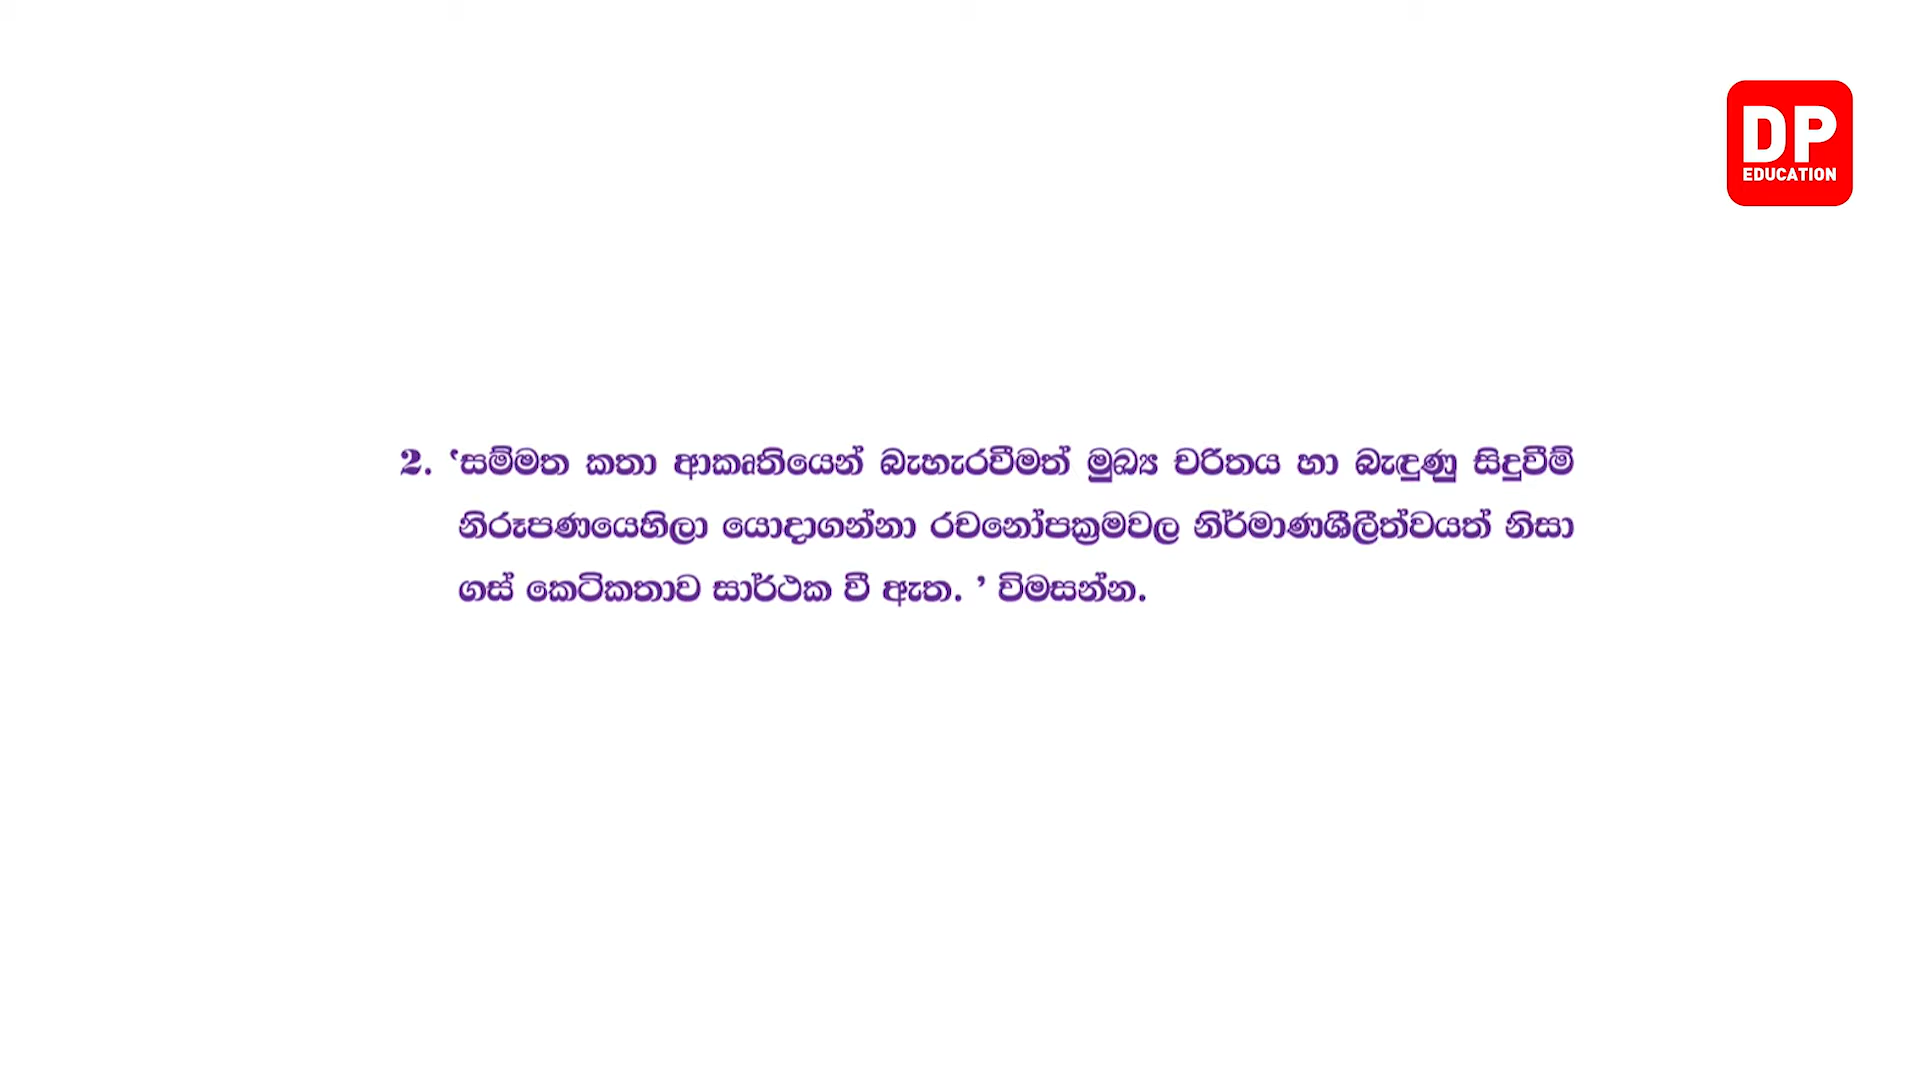 DP
EDUCATION
2. ‘සම්මත කතා ආකෘතියෙන් බැහැරවීමත් මුඛ්‍ය චරිතය හා බැඳුණු සිදුවීම්
නිරූපණයෙහිලා යොදාගන්නා රචනෝපක්‍රමවල නිර්මාණශීලීත්වයත් නිසා
ගස් කෙටිකතාව සාර්ථක වී ඇත. ’ විමසන්න.